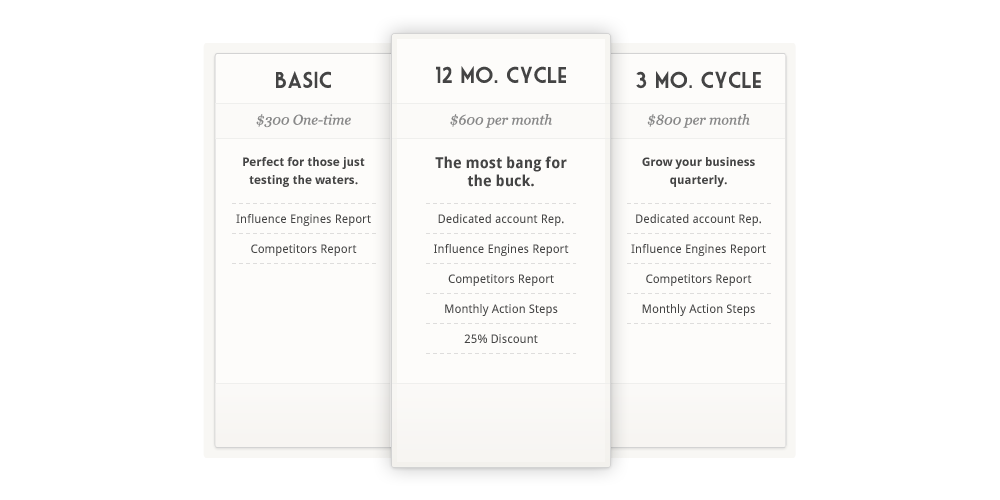 BASIC
$300 One-time
Perfect for those just
testing the waters.
Influence Engines Report
Competitors Report
12 MO. CYCLE
$600 per month
The most bang for
the buck.
Dedicated account Rep.
Influence Engines Report
Competitors Report
Monthly Action Steps
25% Discount
3 MO. CYCLE
$800 per month
Grow your business
quarterly.
Dedicated account Rep.
Influence Engines Report
Competitors Report
Monthly Action Steps